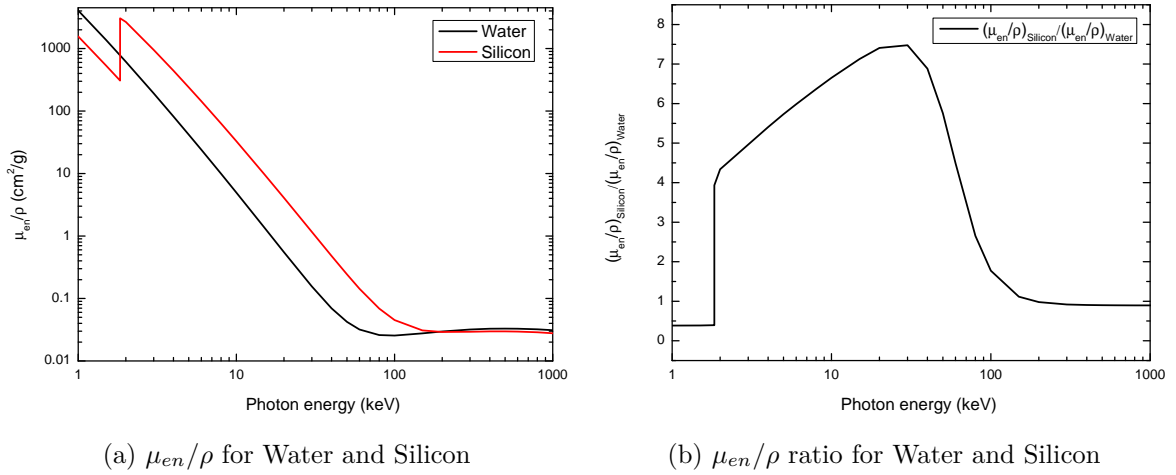 1000
100
10
1
0.1
0.01
μen/ρ (cm²/g)
Water
Silicon
1 10 100 1000
Photon energy (keV)
(a) μen/ρ for Water and Silicon
8
7
6
5
4
3
2
1
0
(μen/ρ)Silicon/(μen/ρ)Water
(μen/ρ)Silicon/(μen/ρ)Water
1 10 100 1000
Photon energy (keV)
(b) μen/ρ ratio for Water and Silicon